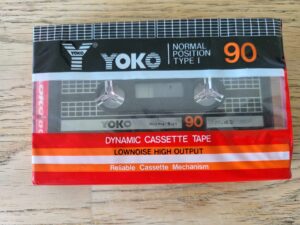 YOKO
NORMAL
POSITION
TYPE I
90
YOKO
90
DYNAMIC CASSETTE TAPE
LOWNOISE HIGH OUTPUT
Reliable Cassette Mechanism